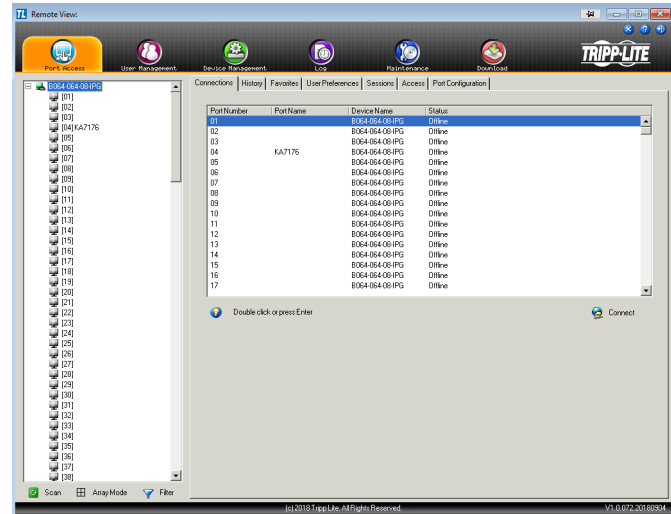 Remote View:
TRIPP·LITE
Port Access
User Management
Device Management
Log
Maintenance
Download
Connections
History
Favorites
User Preferences
Sessions
Access
Port Configuration
B064-064-08-IPG
[01]
[02]
[03]
[04] KA7176
[05]
[06]
[07]
[08]
[09]
[10]
[11]
[12]
[13]
[14]
[15]
[16]
[17]
[18]
[19]
[20]
[21]
[22]
[23]
[24]
[25]
[26]
[27]
[28]
[29]
[30]
[31]
[32]
[33]
[34]
[35]
[36]
[37]
[38]
Port Number Port Name Device Name Status
01 B064-064-08-IPG Offline
02 B064-064-08-IPG Offline
03 B064-064-08-IPG Offline
04 KA7176 B064-064-08-IPG Offline
05 B064-064-08-IPG Offline
06 B064-064-08-IPG Offline
07 B064-064-08-IPG Offline
08 B064-064-08-IPG Offline
09 B064-064-08-IPG Offline
10 B064-064-08-IPG Offline
11 B064-064-08-IPG Offline
12 B064-064-08-IPG Offline
13 B064-064-08-IPG Offline
14 B064-064-08-IPG Offline
15 B064-064-08-IPG Offline
16 B064-064-08-IPG Offline
17 B064-064-08-IPG Offline
Double click or press Enter
Connect
Scan
Array Mode
Filter
(c) 2018 Tripp Lite. All Rights Reserved.
V1.0.072.20180904